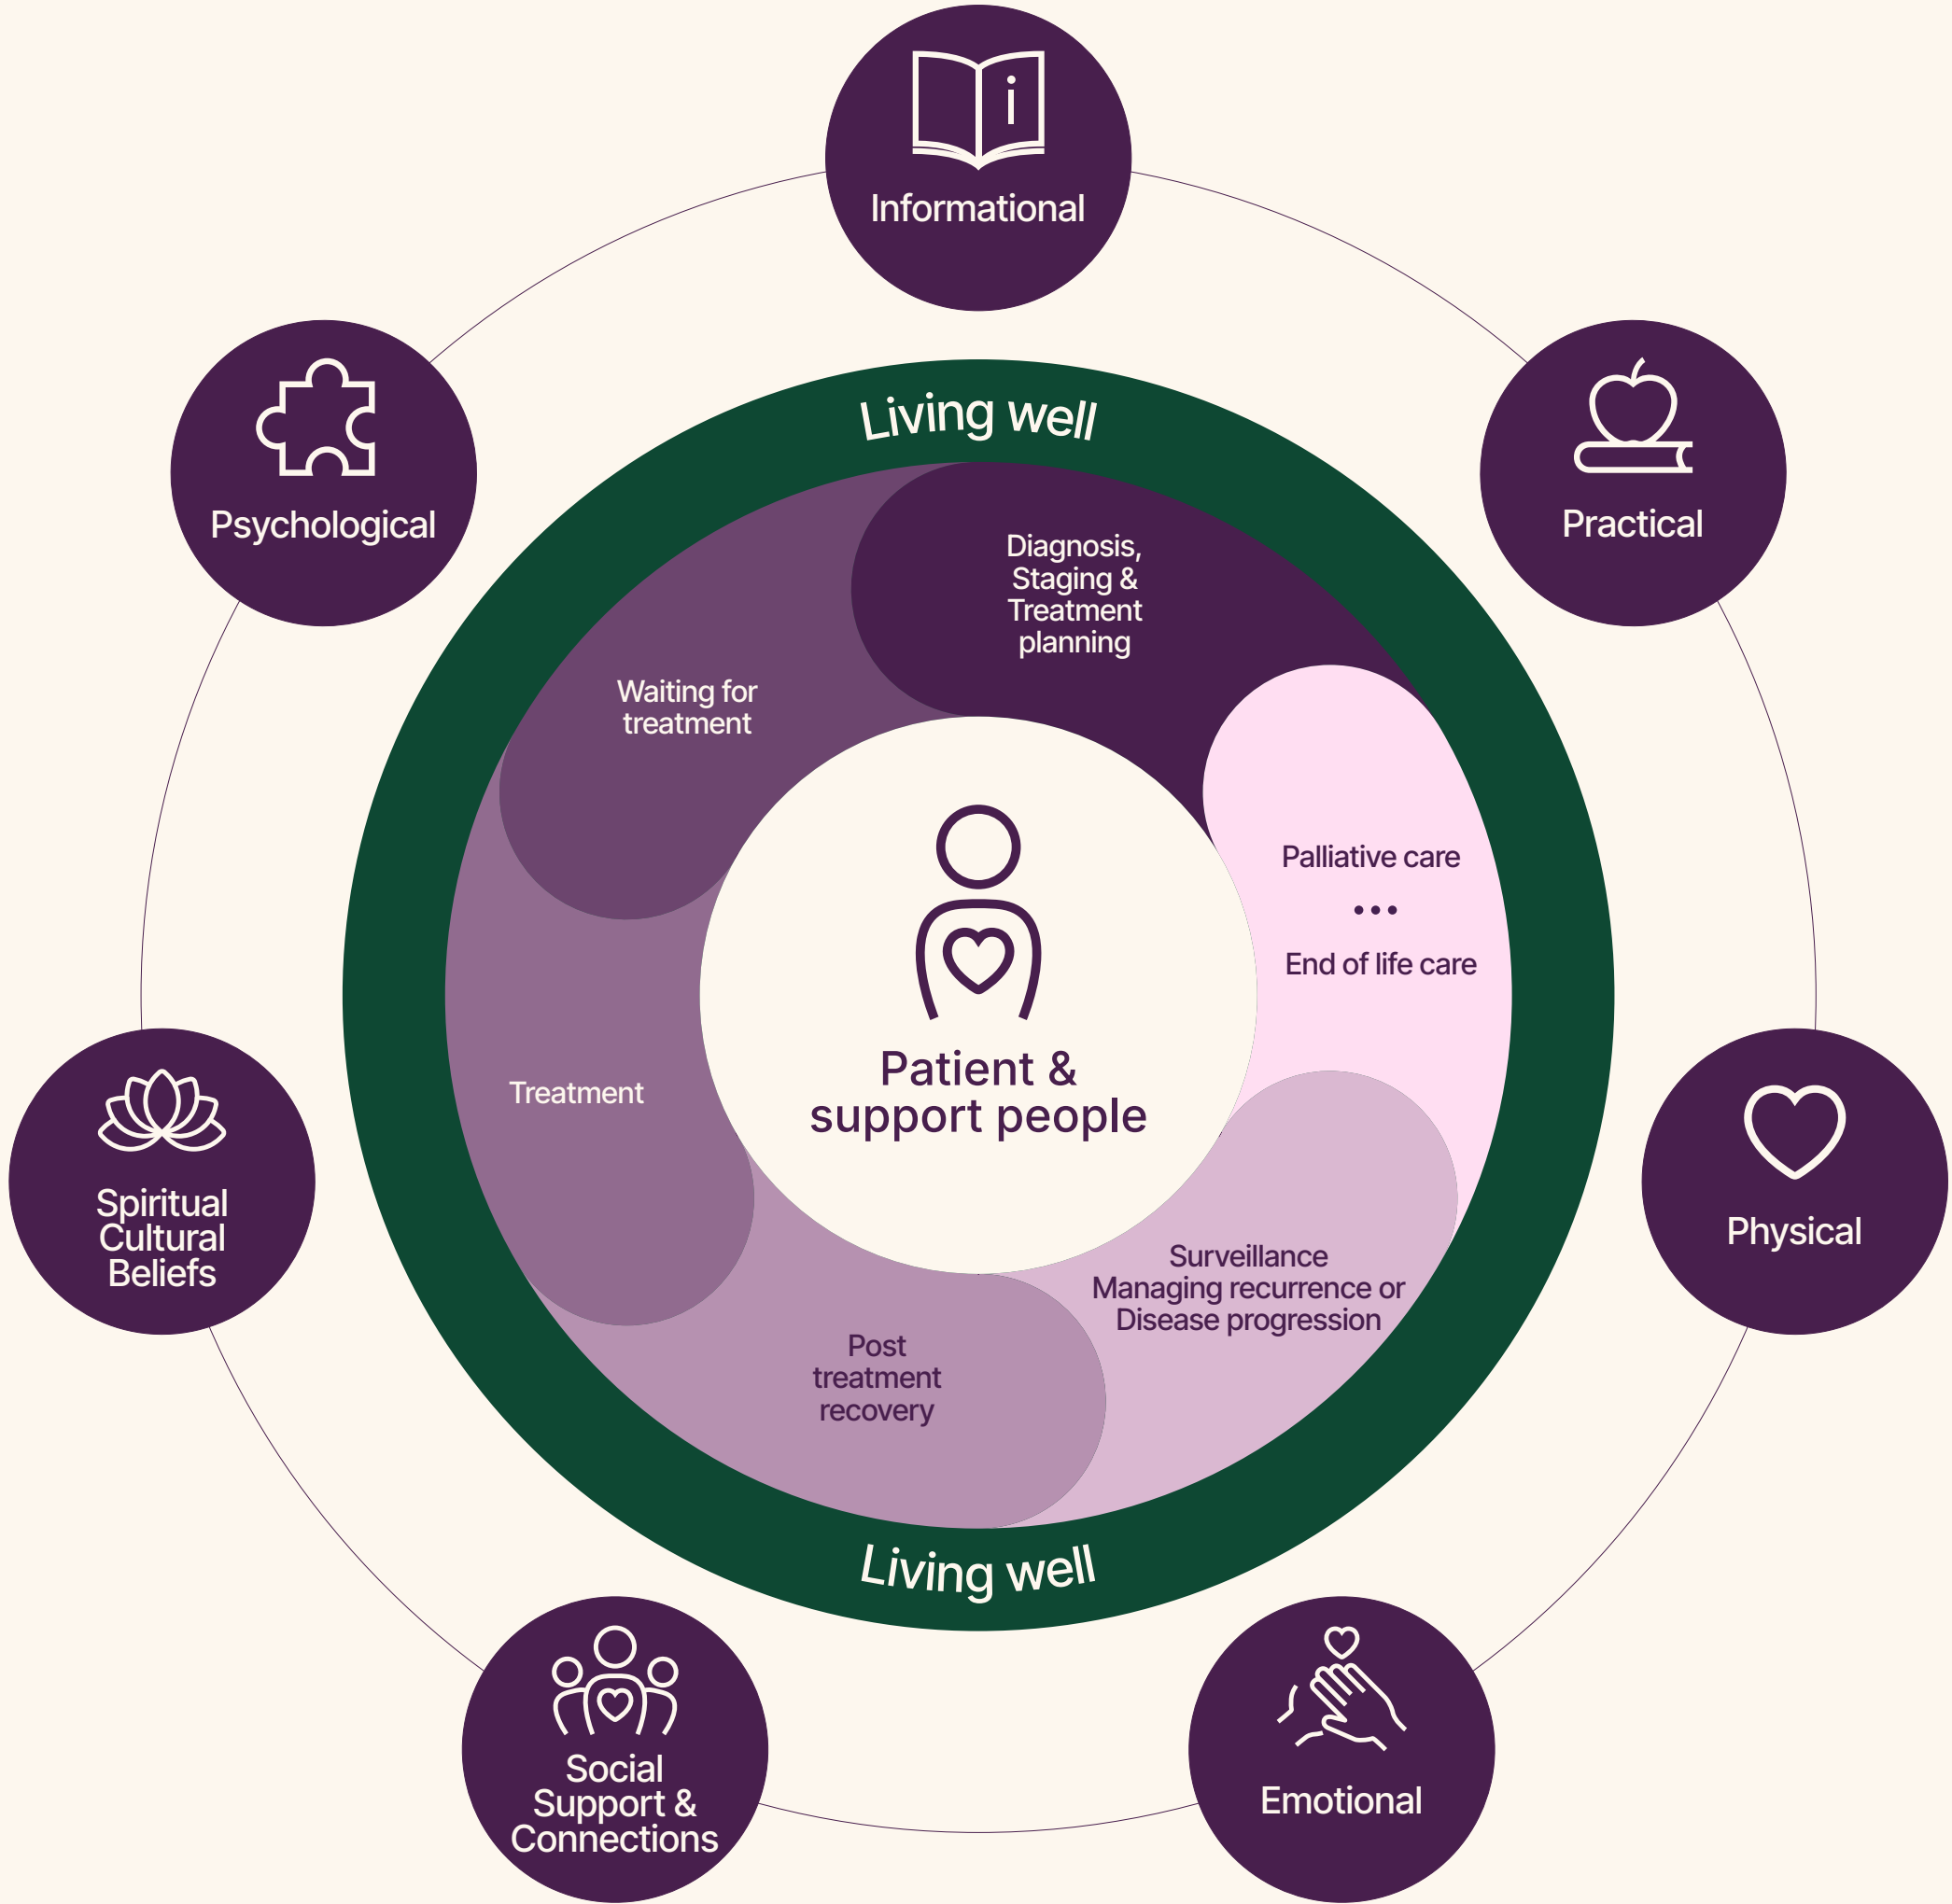 Informational
Psychological
Practical
Living well
Diagnosis,
Staging &
Treatment
planning
Waiting for
treatment
Palliative care
...
End of life care
Patient &
support people
Treatment
Spiritual
Cultural
Beliefs
Physical
Surveillance
Managing recurrence or
Disease progression
Post
treatment
recovery
Living well
Social
Support &
Connections
Emotional
i